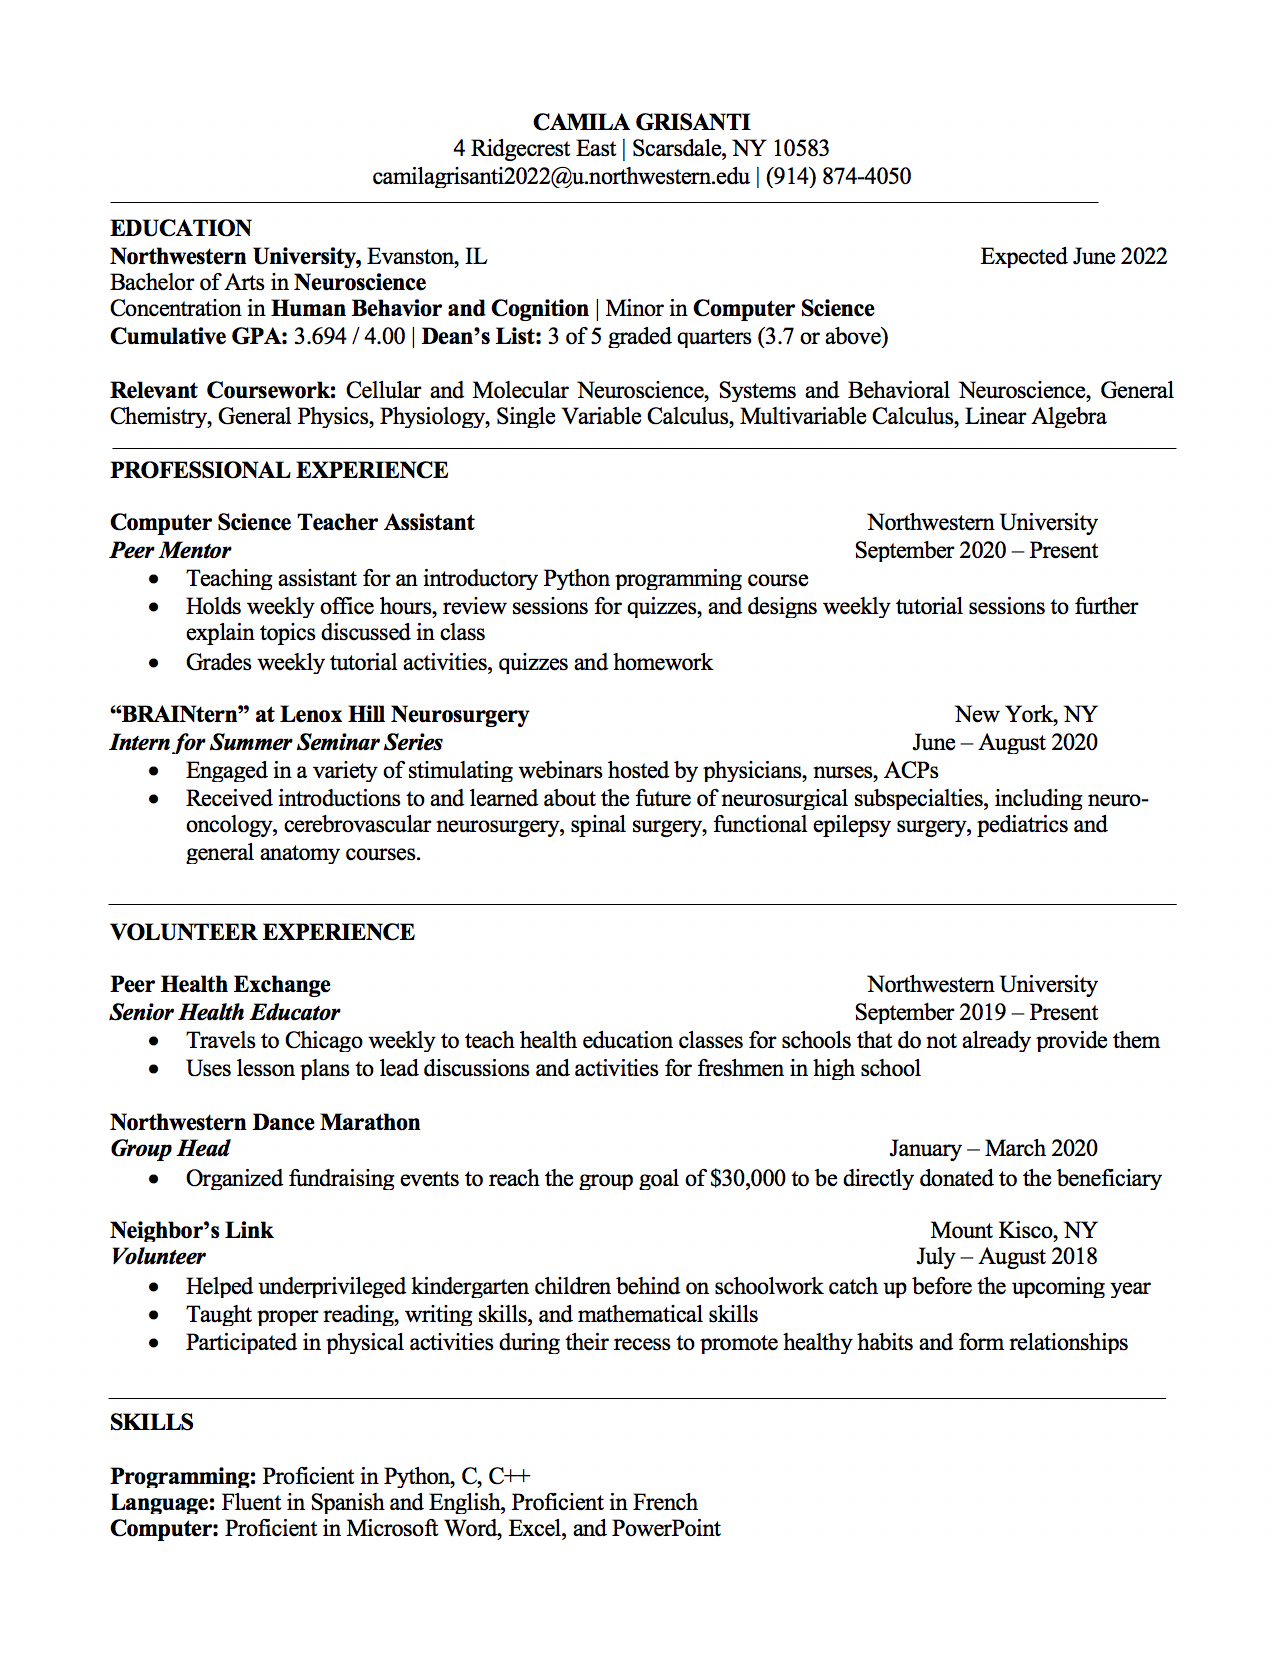 CAMILA GRISANTI
4 Ridgecrest East | Scarsdale, NY 10583
camilagrisanti2022@u.northwestern.edu | (914) 874-4050
EDUCATION
Northwestern University, Evanston, IL Expected June 2022
Bachelor of Arts in Neuroscience
Concentration in Human Behavior and Cognition | Minor in Computer Science
Cumulative GPA: 3.694 / 4.00 | Dean’s List: 3 of 5 graded quarters (3.7 or above)
Relevant Coursework: Cellular and Molecular Neuroscience, Systems and Behavioral Neuroscience, General
Chemistry, General Physics, Physiology, Single Variable Calculus, Multivariable Calculus, Linear Algebra
PROFESSIONAL EXPERIENCE
Computer Science Teacher Assistant Northwestern University
Peer Mentor September 2020 – Present
• Teaching assistant for an introductory Python programming course
• Holds weekly office hours, review sessions for quizzes, and designs weekly tutorial sessions to further
explain topics discussed in class
• Grades weekly tutorial activities, quizzes and homework
“BRAINtern” at Lenox Hill Neurosurgery New York, NY
Intern for Summer Seminar Series June – August 2020
• Engaged in a variety of stimulating webinars hosted by physicians, nurses, ACPs
• Received introductions to and learned about the future of neurosurgical subspecialties, including neuro-
oncology, cerebrovascular neurosurgery, spinal surgery, functional epilepsy surgery, pediatrics and
general anatomy courses.
VOLUNTEER EXPERIENCE
Peer Health Exchange Northwestern University
Senior Health Educator September 2019 – Present
• Travels to Chicago weekly to teach health education classes for schools that do not already provide them
• Uses lesson plans to lead discussions and activities for freshmen in high school
Northwestern Dance Marathon
Group Head January – March 2020
• Organized fundraising events to reach the group goal of $30,000 to be directly donated to the beneficiary
Neighbor’s Link Mount Kisco, NY
Volunteer July – August 2018
• Helped underprivileged kindergarten children behind on schoolwork catch up before the upcoming year
• Taught proper reading, writing skills, and mathematical skills
• Participated in physical activities during their recess to promote healthy habits and form relationships
SKILLS
Programming: Proficient in Python, C, C++
Language: Fluent in Spanish and English, Proficient in French
Computer: Proficient in Microsoft Word, Excel, and PowerPoint